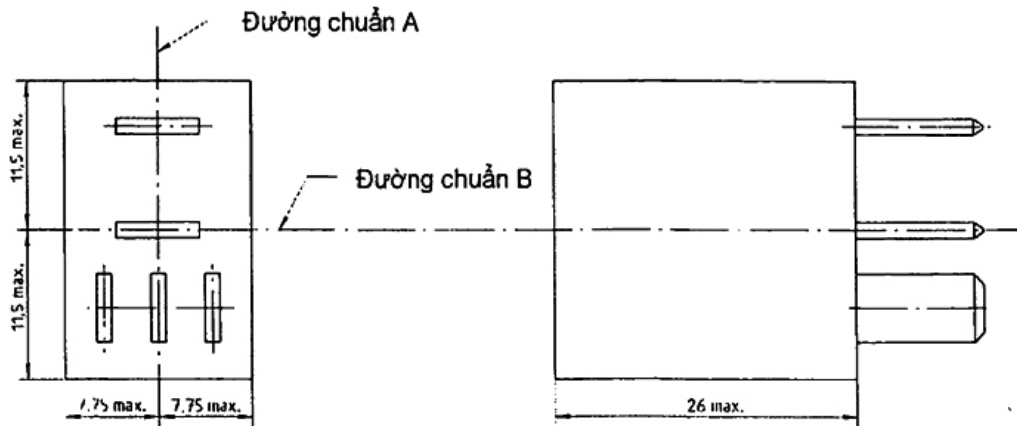 Đường chuẩn A
11,5 max.
Đường chuẩn B
11,5 max.
7,75 max.
7,75 max.
26 max.